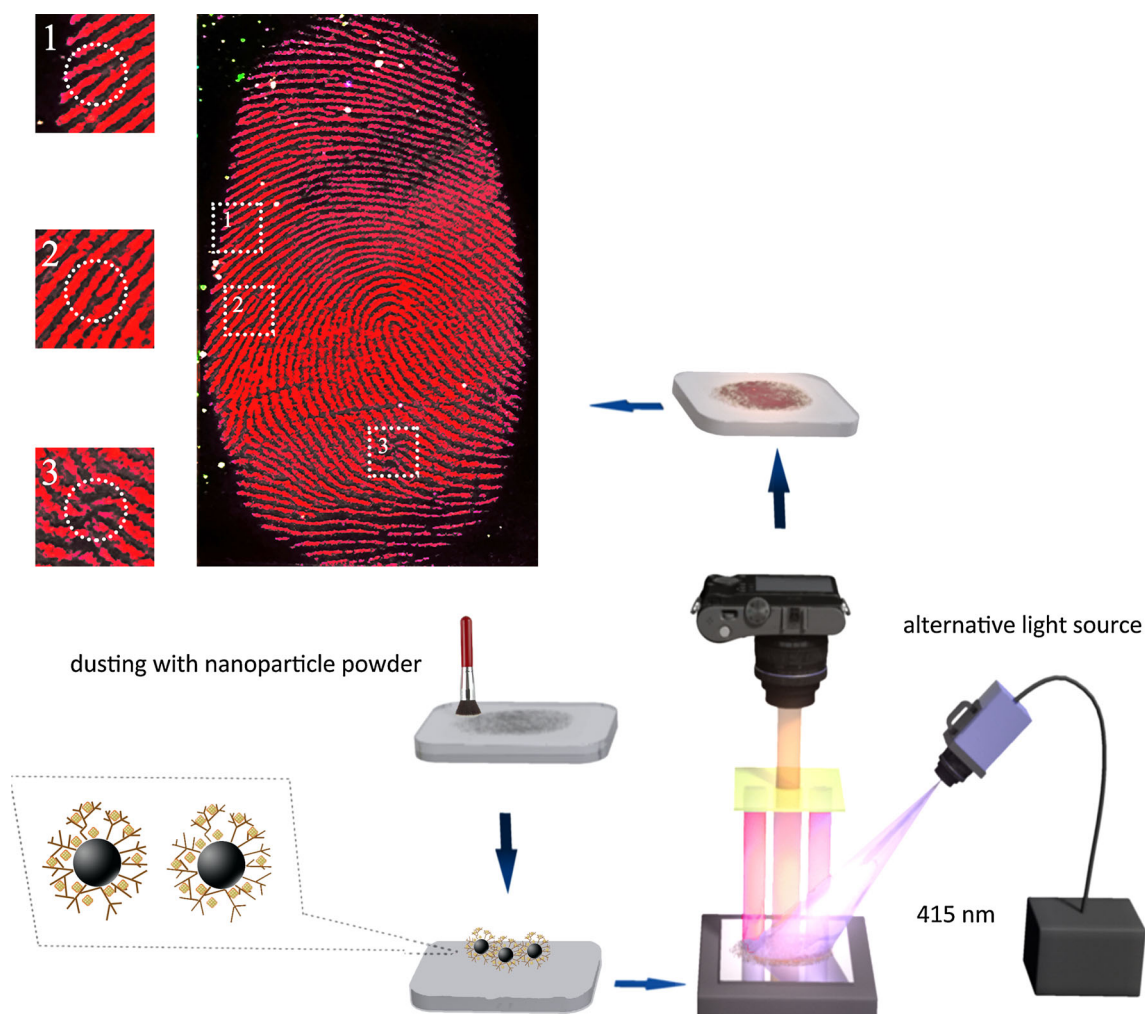 1
1
2
2
3
3
alternative light source
dusting with nanoparticle powder
415 nm